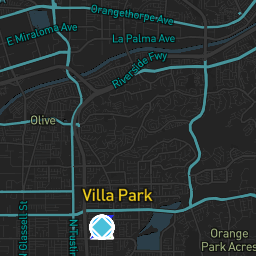 Orangethorpe Ave
E Miraloma Ave
La Palma Ave
Riverside Fwy
Olive
Villa Park
N Glassell St
N Tustin
Orange
Park Acres